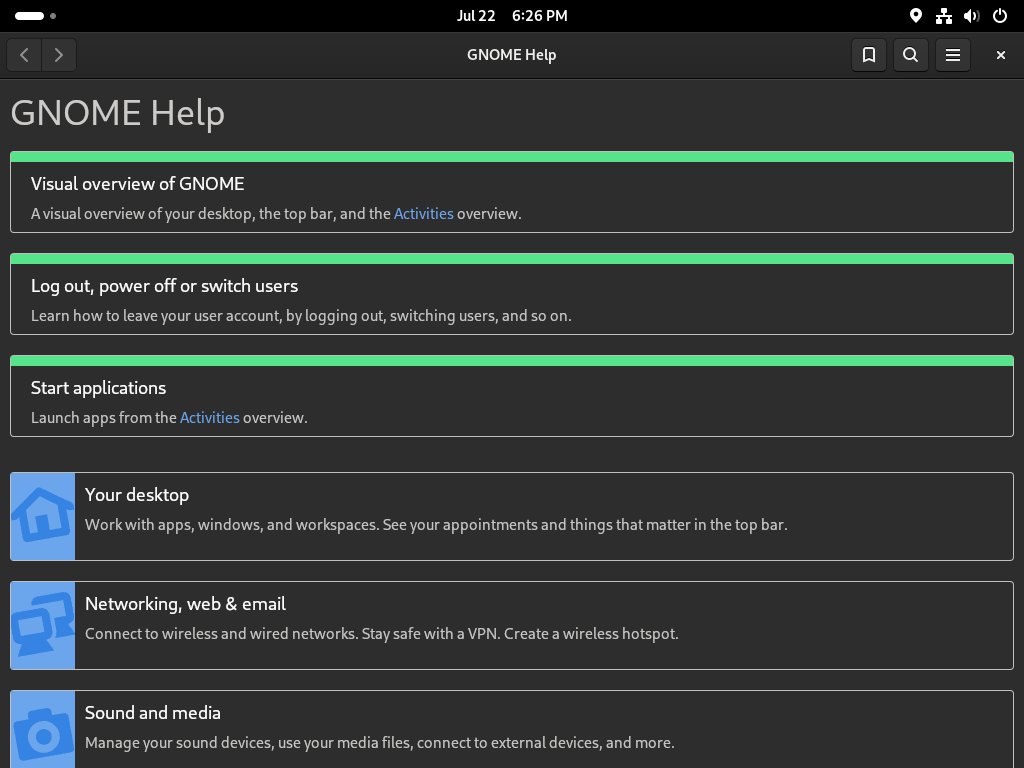 Jul 22 6:26 PM
GNOME Help
GNOME Help
Visual overview of GNOME
A visual overview of your desktop, the top bar, and the Activities overview.
Log out, power off or switch users
Learn how to leave your user account, by logging out, switching users, and so on.
Start applications
Launch apps from the Activities overview.
Your desktop
Work with apps, windows, and workspaces. See your appointments and things that matter in the top bar.
Networking, web & email
Connect to wireless and wired networks. Stay safe with a VPN. Create a wireless hotspot.
Sound and media
Manage your sound devices, use your media files, connect to external devices, and more.